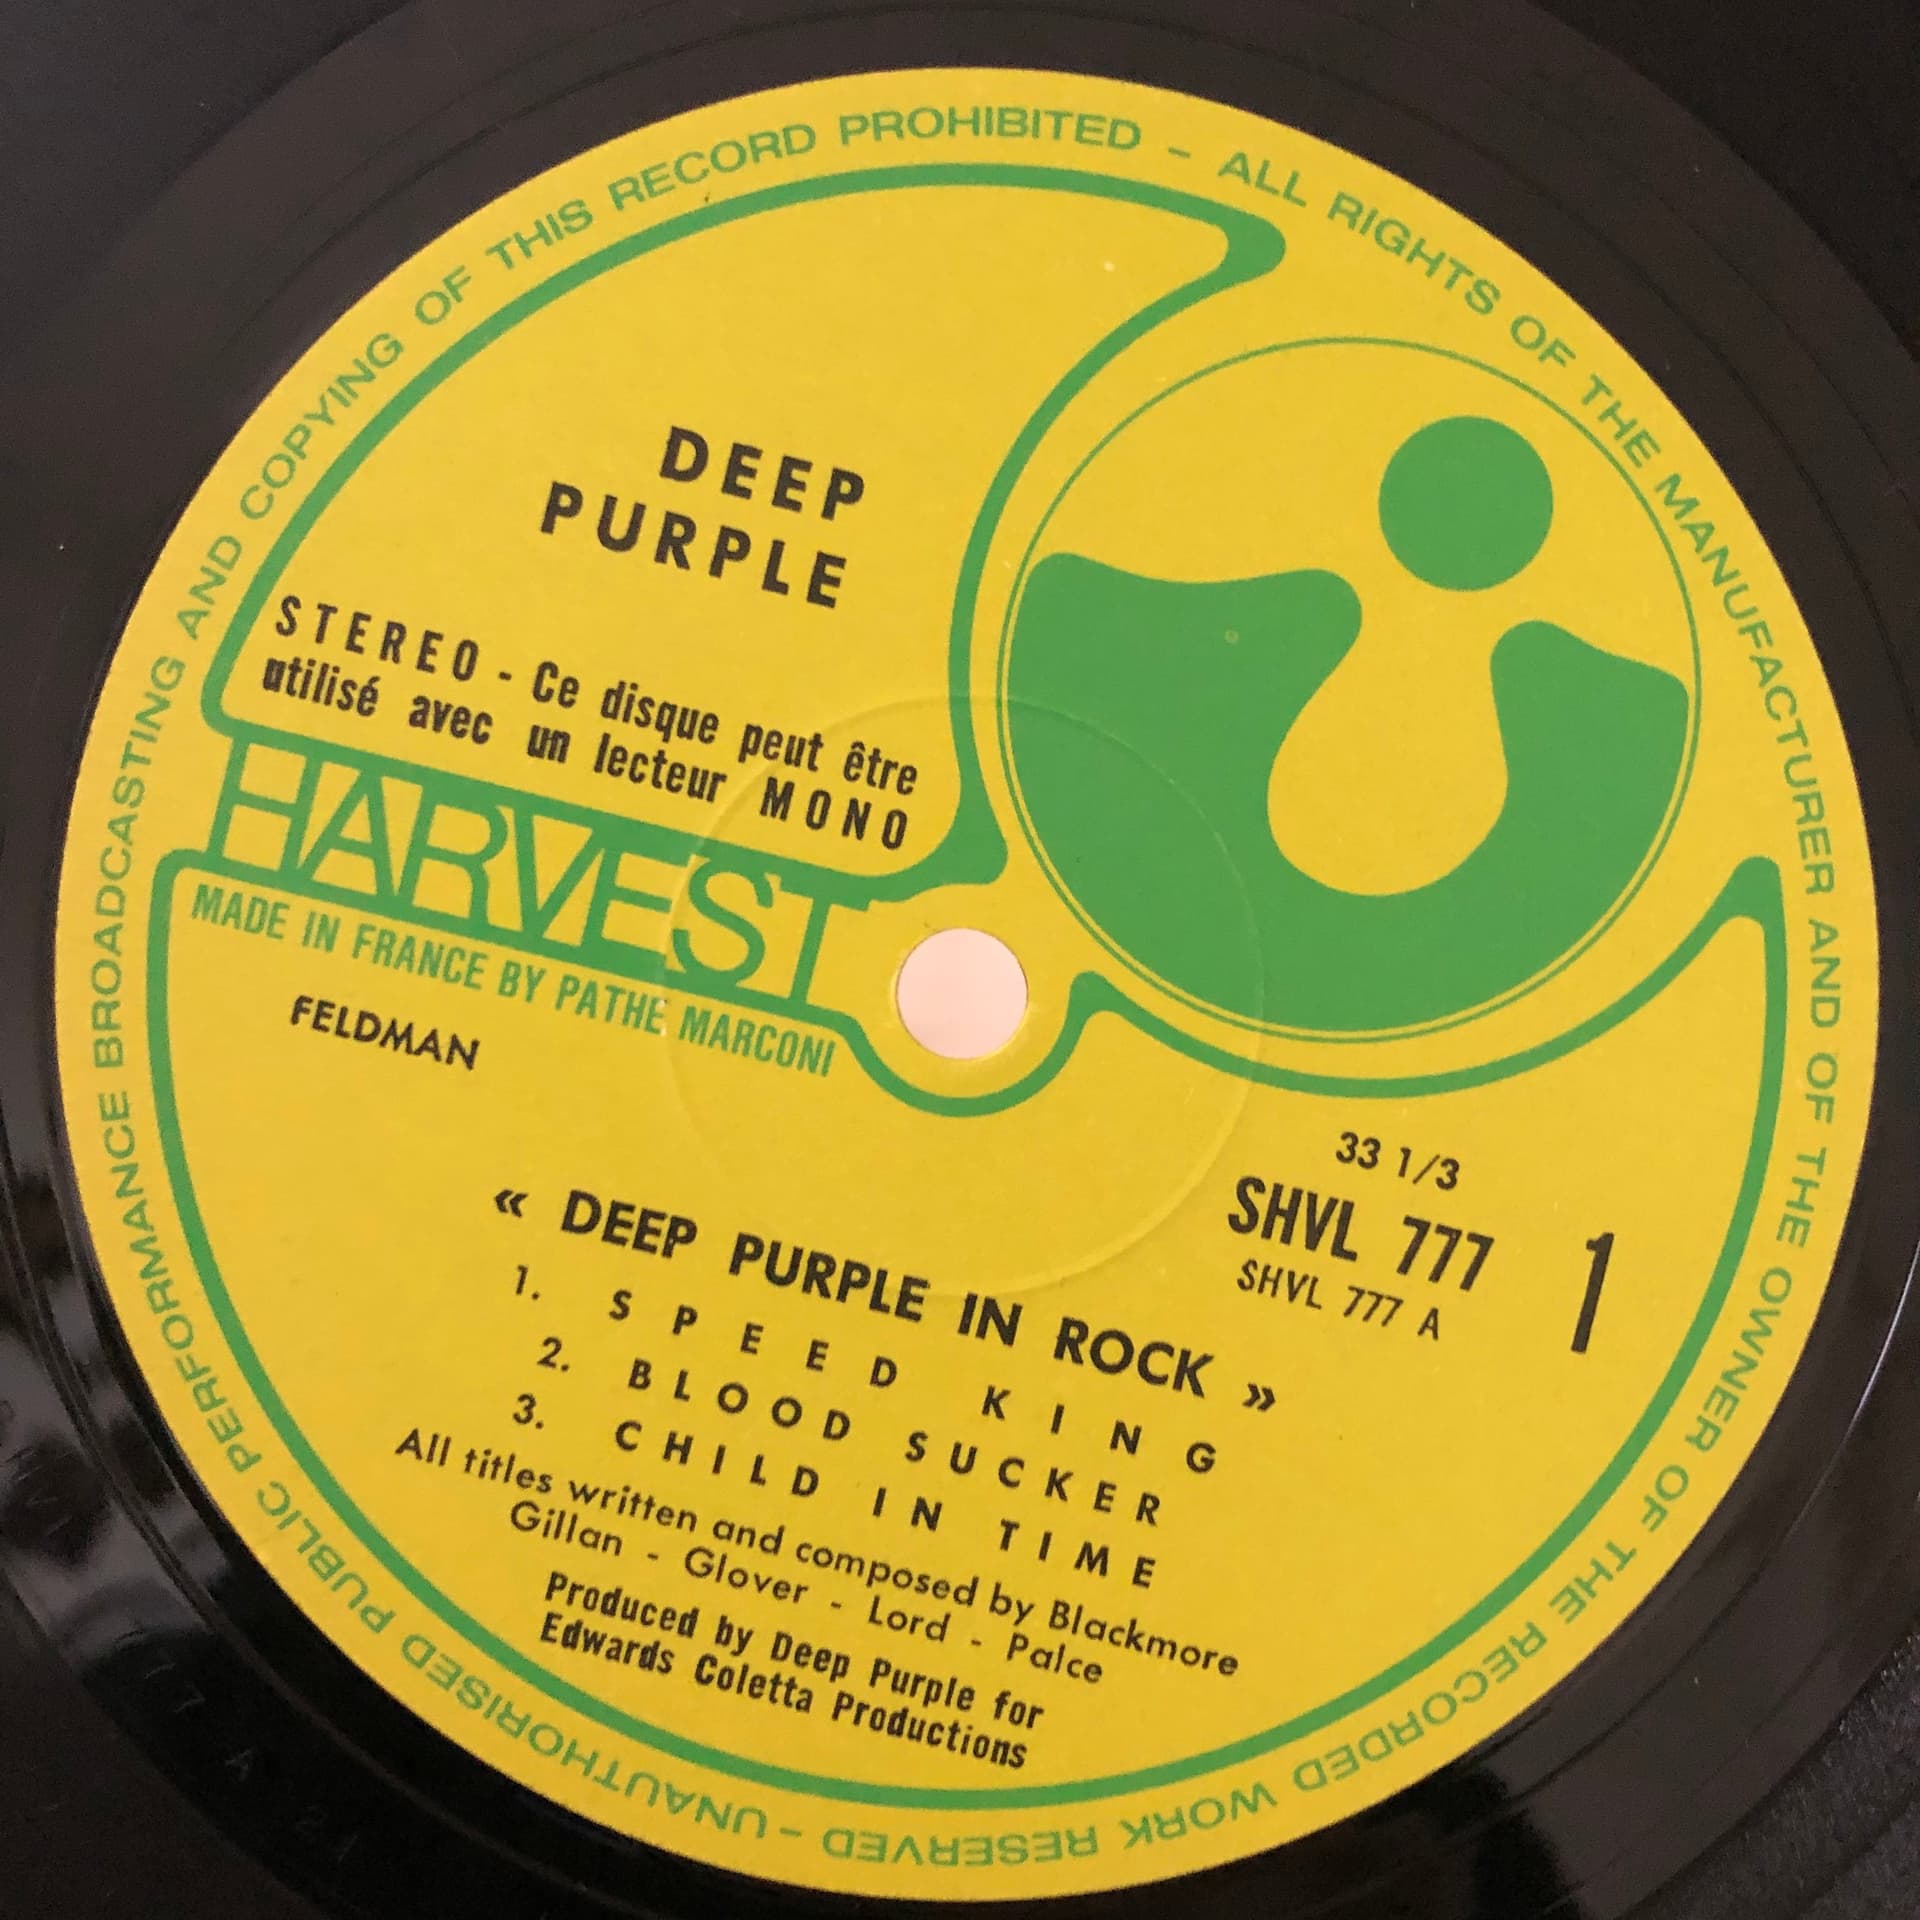 UNAUTHORISED PUBLIC PERFORMANCE BROADCASTING AND COPYING OF THIS RECORD PROHIBITED – ALL RIGHTS OF THE MANUFACTURER AND OF THE OWNER OF THE RECORDED WORK RESERVED –
DEEP
PURPLE
STEREO - Ce disque peut être
utilisé avec un lecteur MONO
HARVEST
MADE IN FRANCE BY PATHE MARCONI
FELDMAN
33 1/3
SHVL 777
SHVL 777 A
1
« DEEP PURPLE IN ROCK »
1. SPEED KING
2. BLOOD SUCKER
3. CHILD IN TIME
All titles written and composed by Blackmore
Gillan - Glover - Lord - Palce
Produced by Deep Purple for
Edwards Coletta Productions